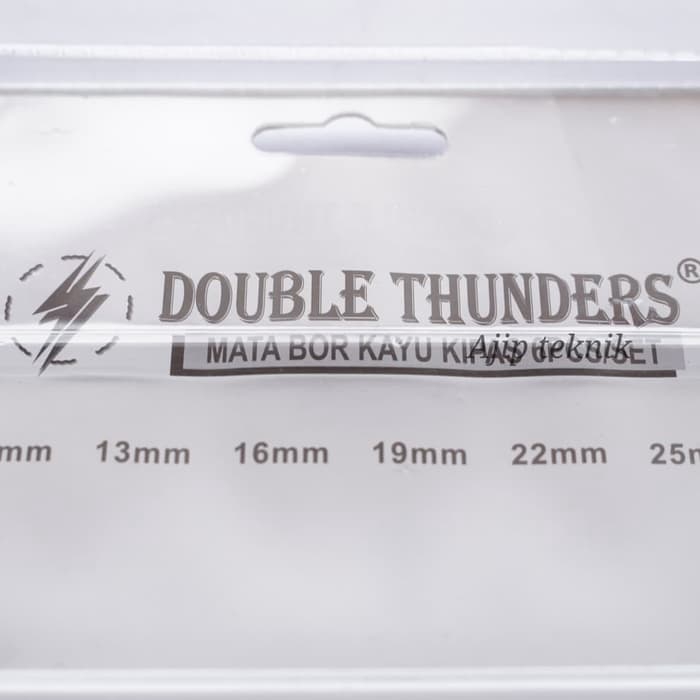 DOUBLE THUNDERS®
MATA BOR KAYU
Ajip teknik
mm 13mm 16mm 19mm 22mm